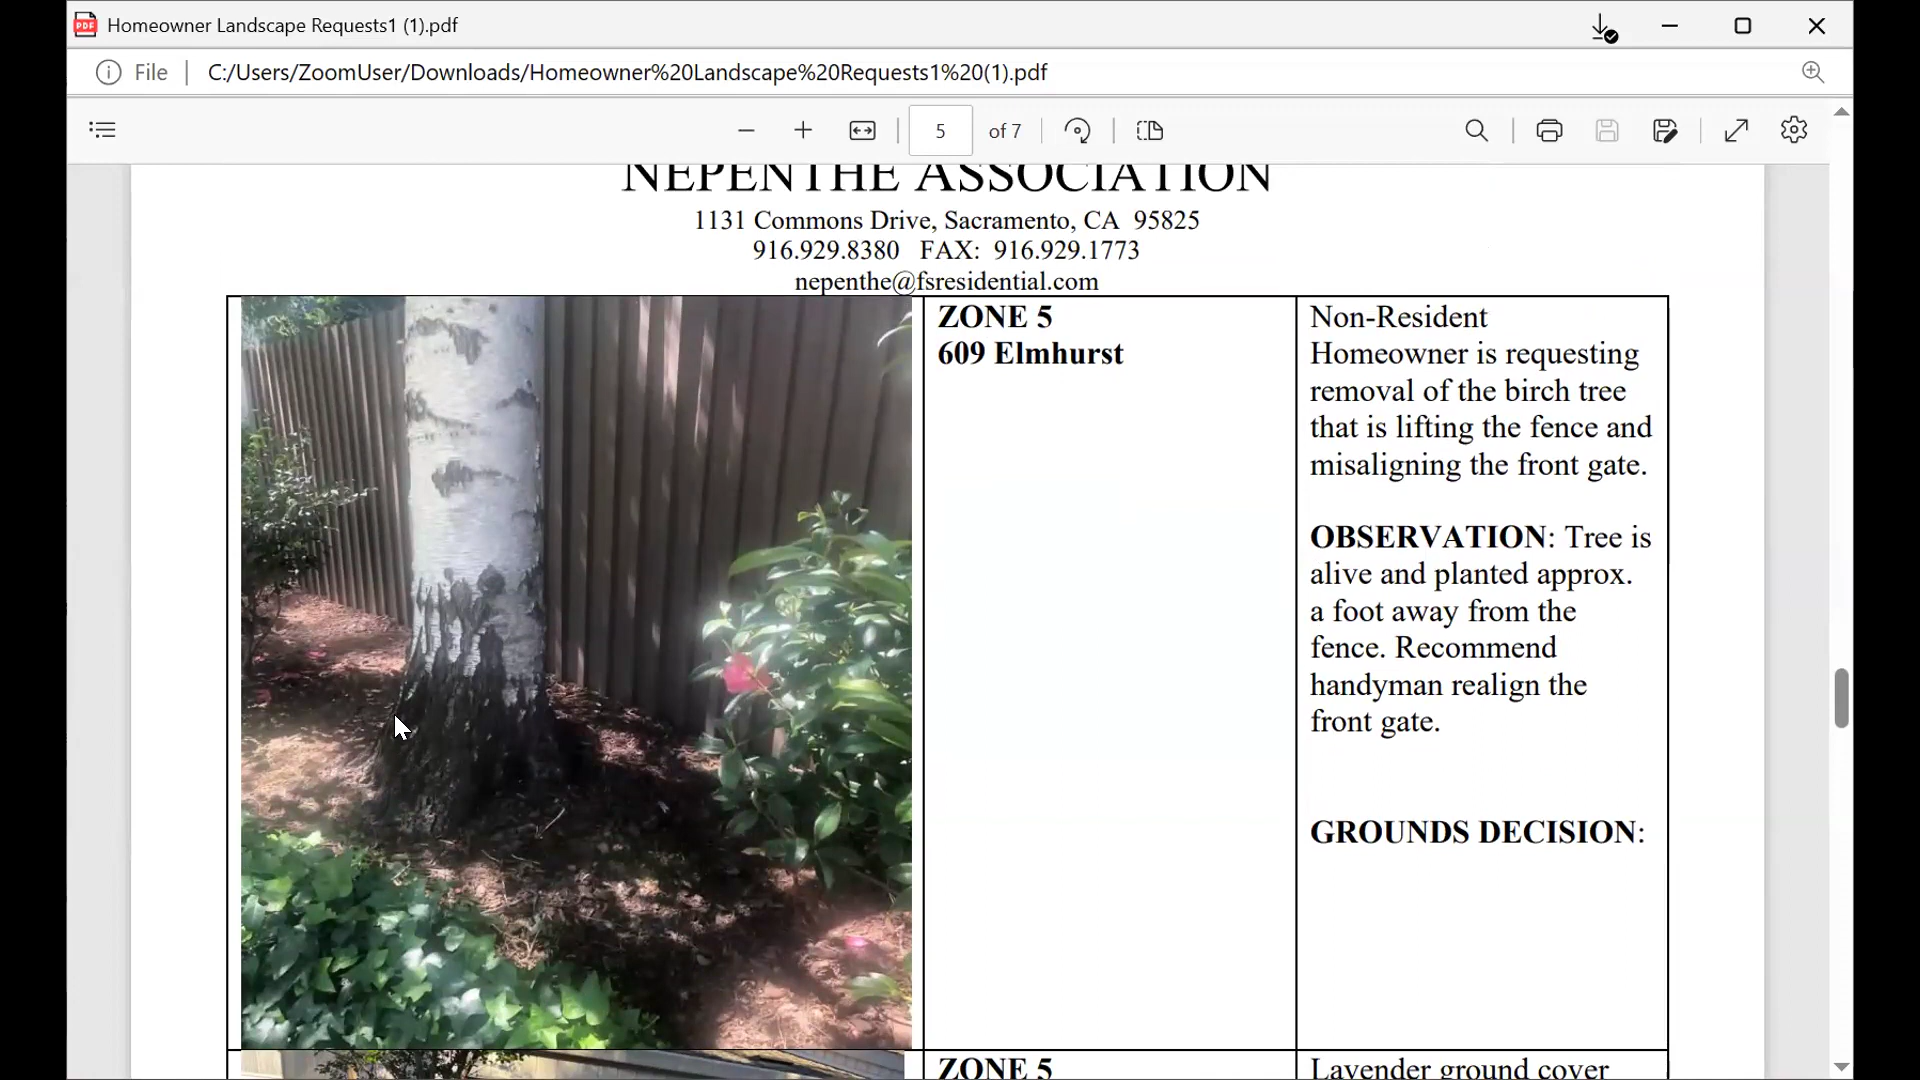 Homeowner Landscape Requests1 (1).pdf
File
C:/Users/ZoomUser/Downloads/Homeowner%20Landscape%20Requests1%20(1).pdf
5 of 7
NEPENTHE ASSOCIATION
1131 Commons Drive, Sacramento, CA 95825
916.929.8380 FAX: 916.929.1773
nepenthe@fsresidential.com
ZONE 5
609 Elmhurst
Non-Resident
Homeowner is requesting
removal of the birch tree
that is lifting the fence and
misaligning the front gate.
OBSERVATION: Tree is
alive and planted approx.
a foot away from the
fence. Recommend
handyman realign the
front gate.
GROUNDS DECISION:
ZONE 5
Lavender ground cover